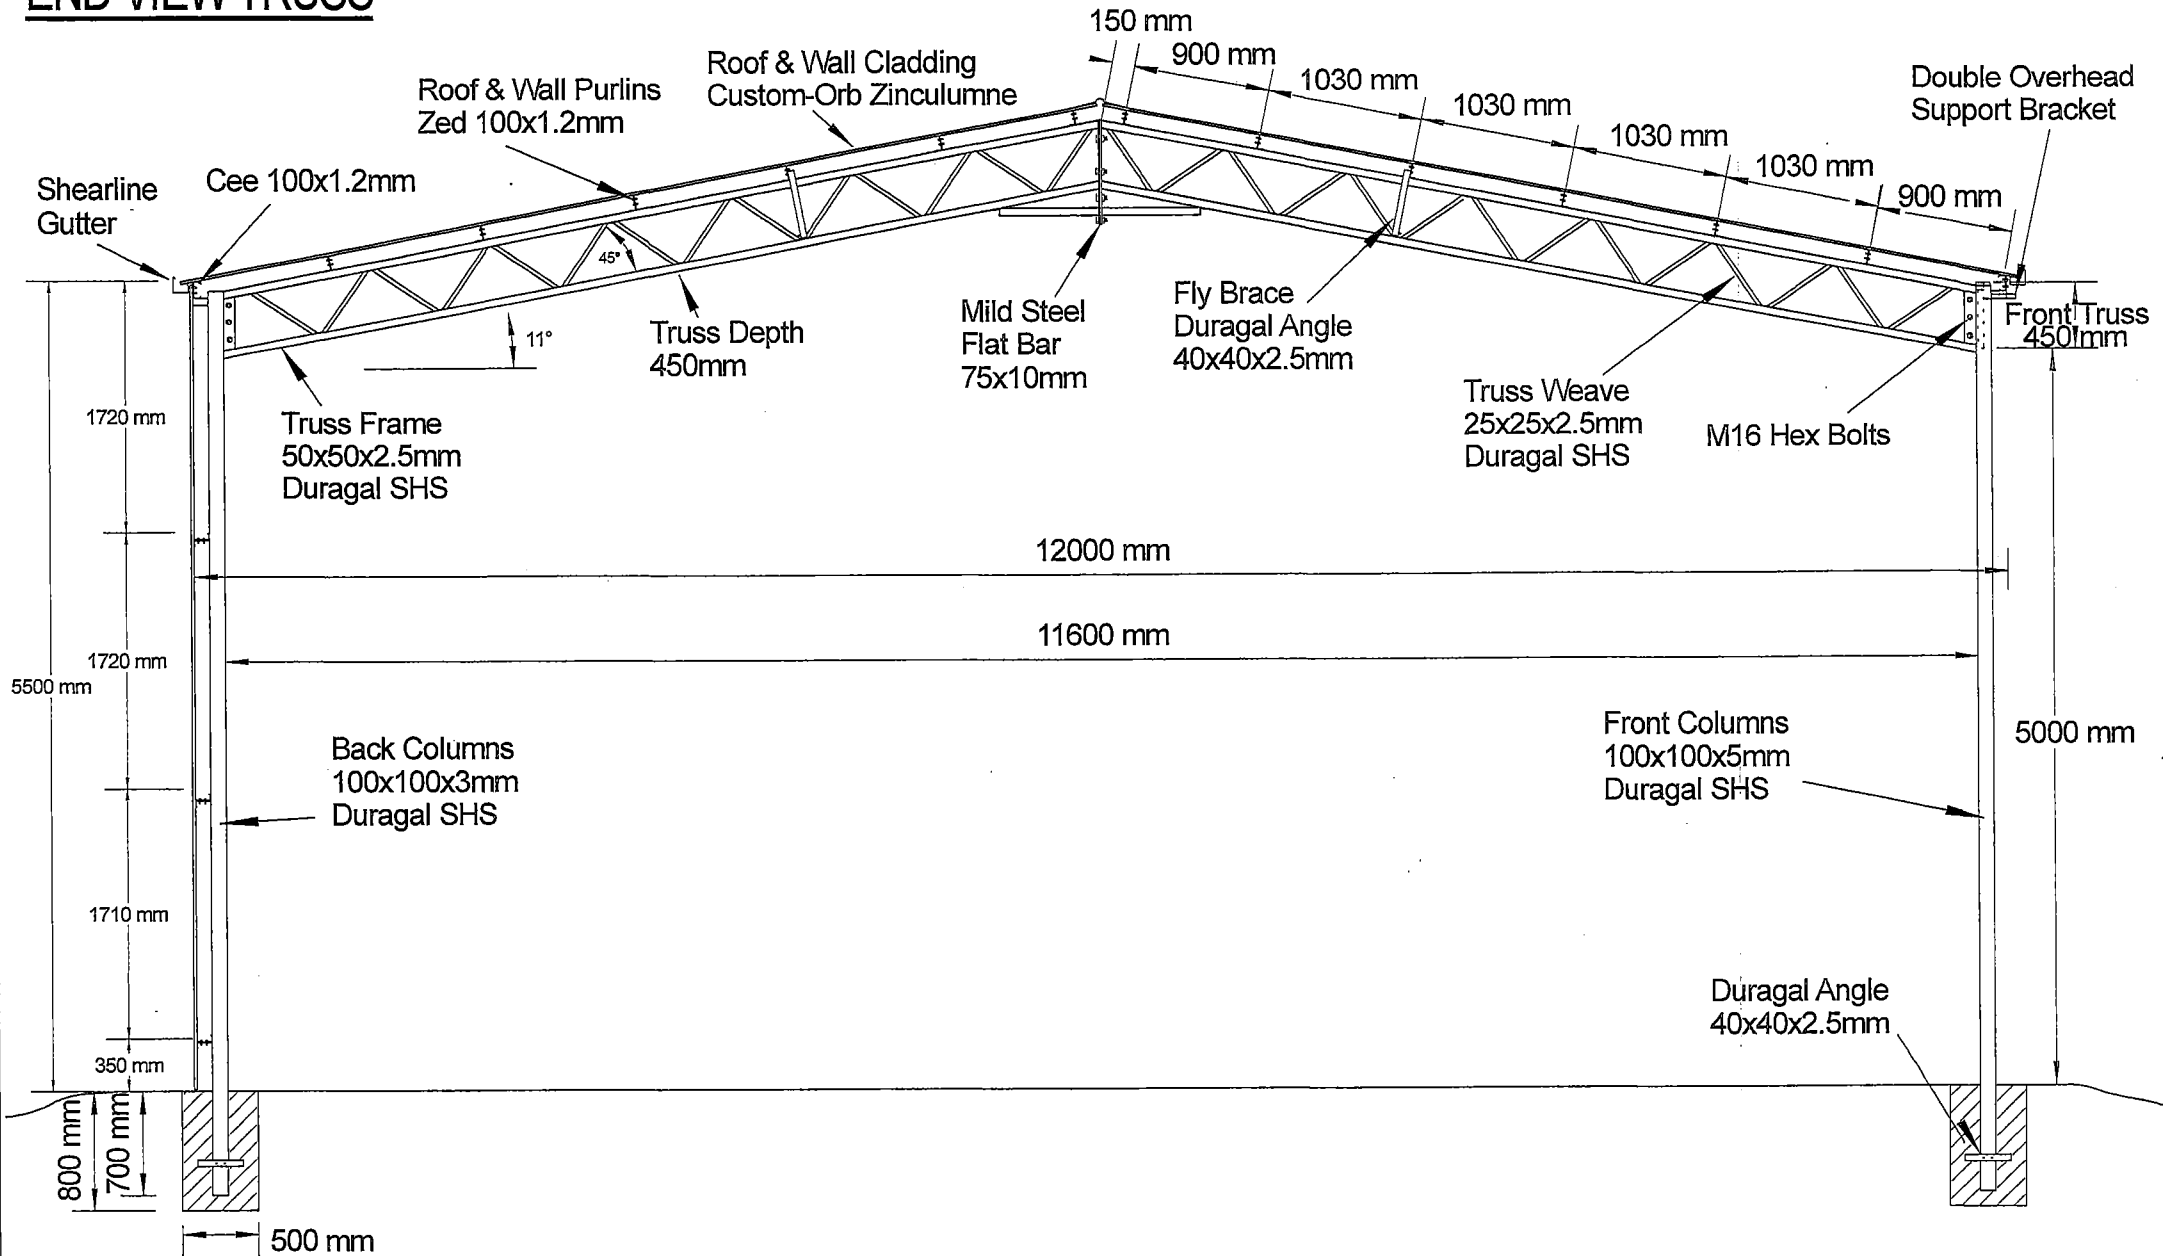 END VIEW TRUSS
150 mm
900 mm
1030 mm
1030 mm
1030 mm
1030 mm
900 mm
Double Overhead
Support Bracket
Roof & Wall Cladding
Custom-Orb Zinculumne
Roof & Wall Purlins
Zed 100x1.2mm
Cee 100x1.2mm
Shearline
Gutter
45°
11°
Truss Depth
450mm
Mild Steel
Flat Bar
75x10mm
Fly Brace
Duragal Angle
40x40x2.5mm
Front Truss
450 mm
Truss Weave
25x25x2.5mm
Duragal SHS
M16 Hex Bolts
Truss Frame
50x50x2.5mm
Duragal SHS
1720 mm
12000 mm
11600 mm
1720 mm
5500 mm
Back Columns
100x100x3mm
Duragal SHS
Front Columns
100x100x5mm
Duragal SHS
5000 mm
1710 mm
Duragal Angle
40x40x2.5mm
350 mm
800 mm
700 mm
500 mm